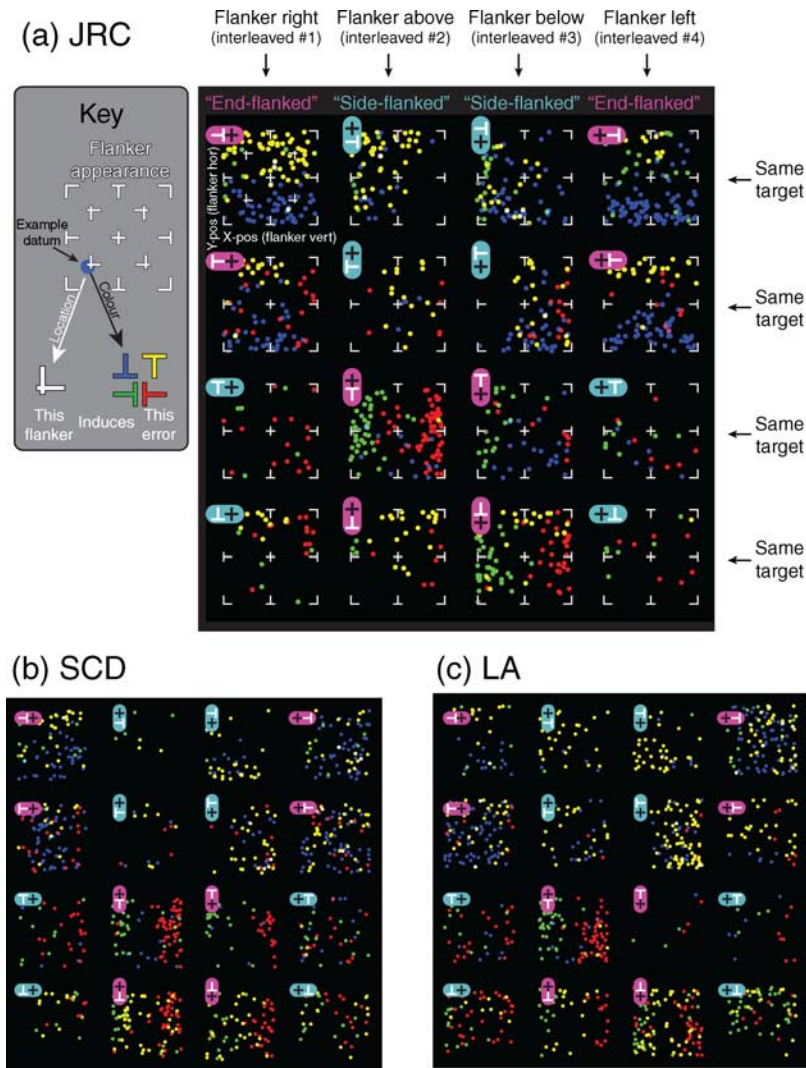 (a) JRC
Flanker right Flanker above Flanker below Flanker left
(interleaved #1) (interleaved #2) (interleaved #3) (interleaved #4)
"End-flanked" "Side-flanked" "Side-flanked" "End-flanked"
Key
Flanker
appearance
Example
datum
Location
Colour
This
flanker
Induces
This
error
Y-pos (flanker hor)
X-pos (flanker vert)
Same
target
Same
target
Same
target
Same
target
(b) SCD
(c) LA